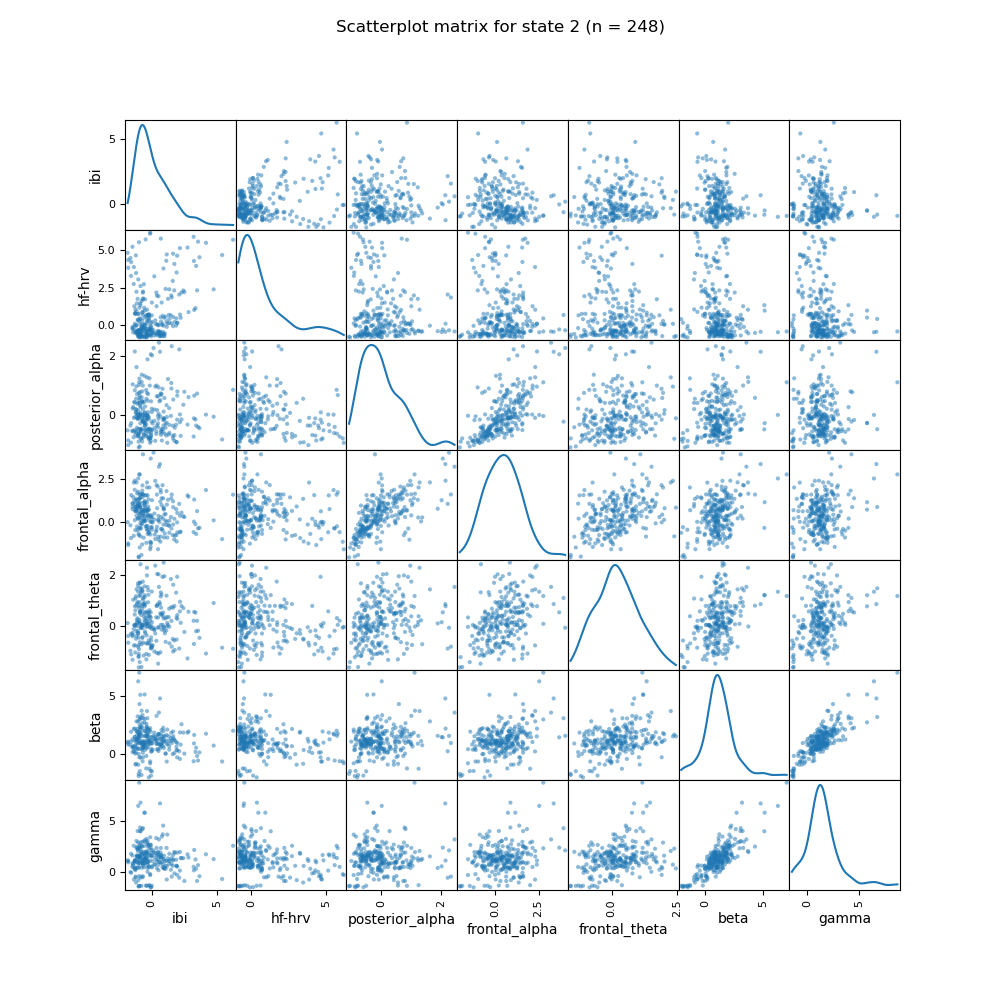 Scatterplot matrix for state 2 (n = 248)
5
0
ibi
5.0
2.5
0.0
hf-hrv
2
0
posterior_alpha
2.5
0.0
frontal_alpha
2
0
frontal_theta
5
0
beta
5
0
gamma
0 5 0 5 0 2 0.0 2.5 0.0 2.5 0 5 0 5
ibi hf-hrv posterior_alpha frontal_alpha frontal_theta beta gamma